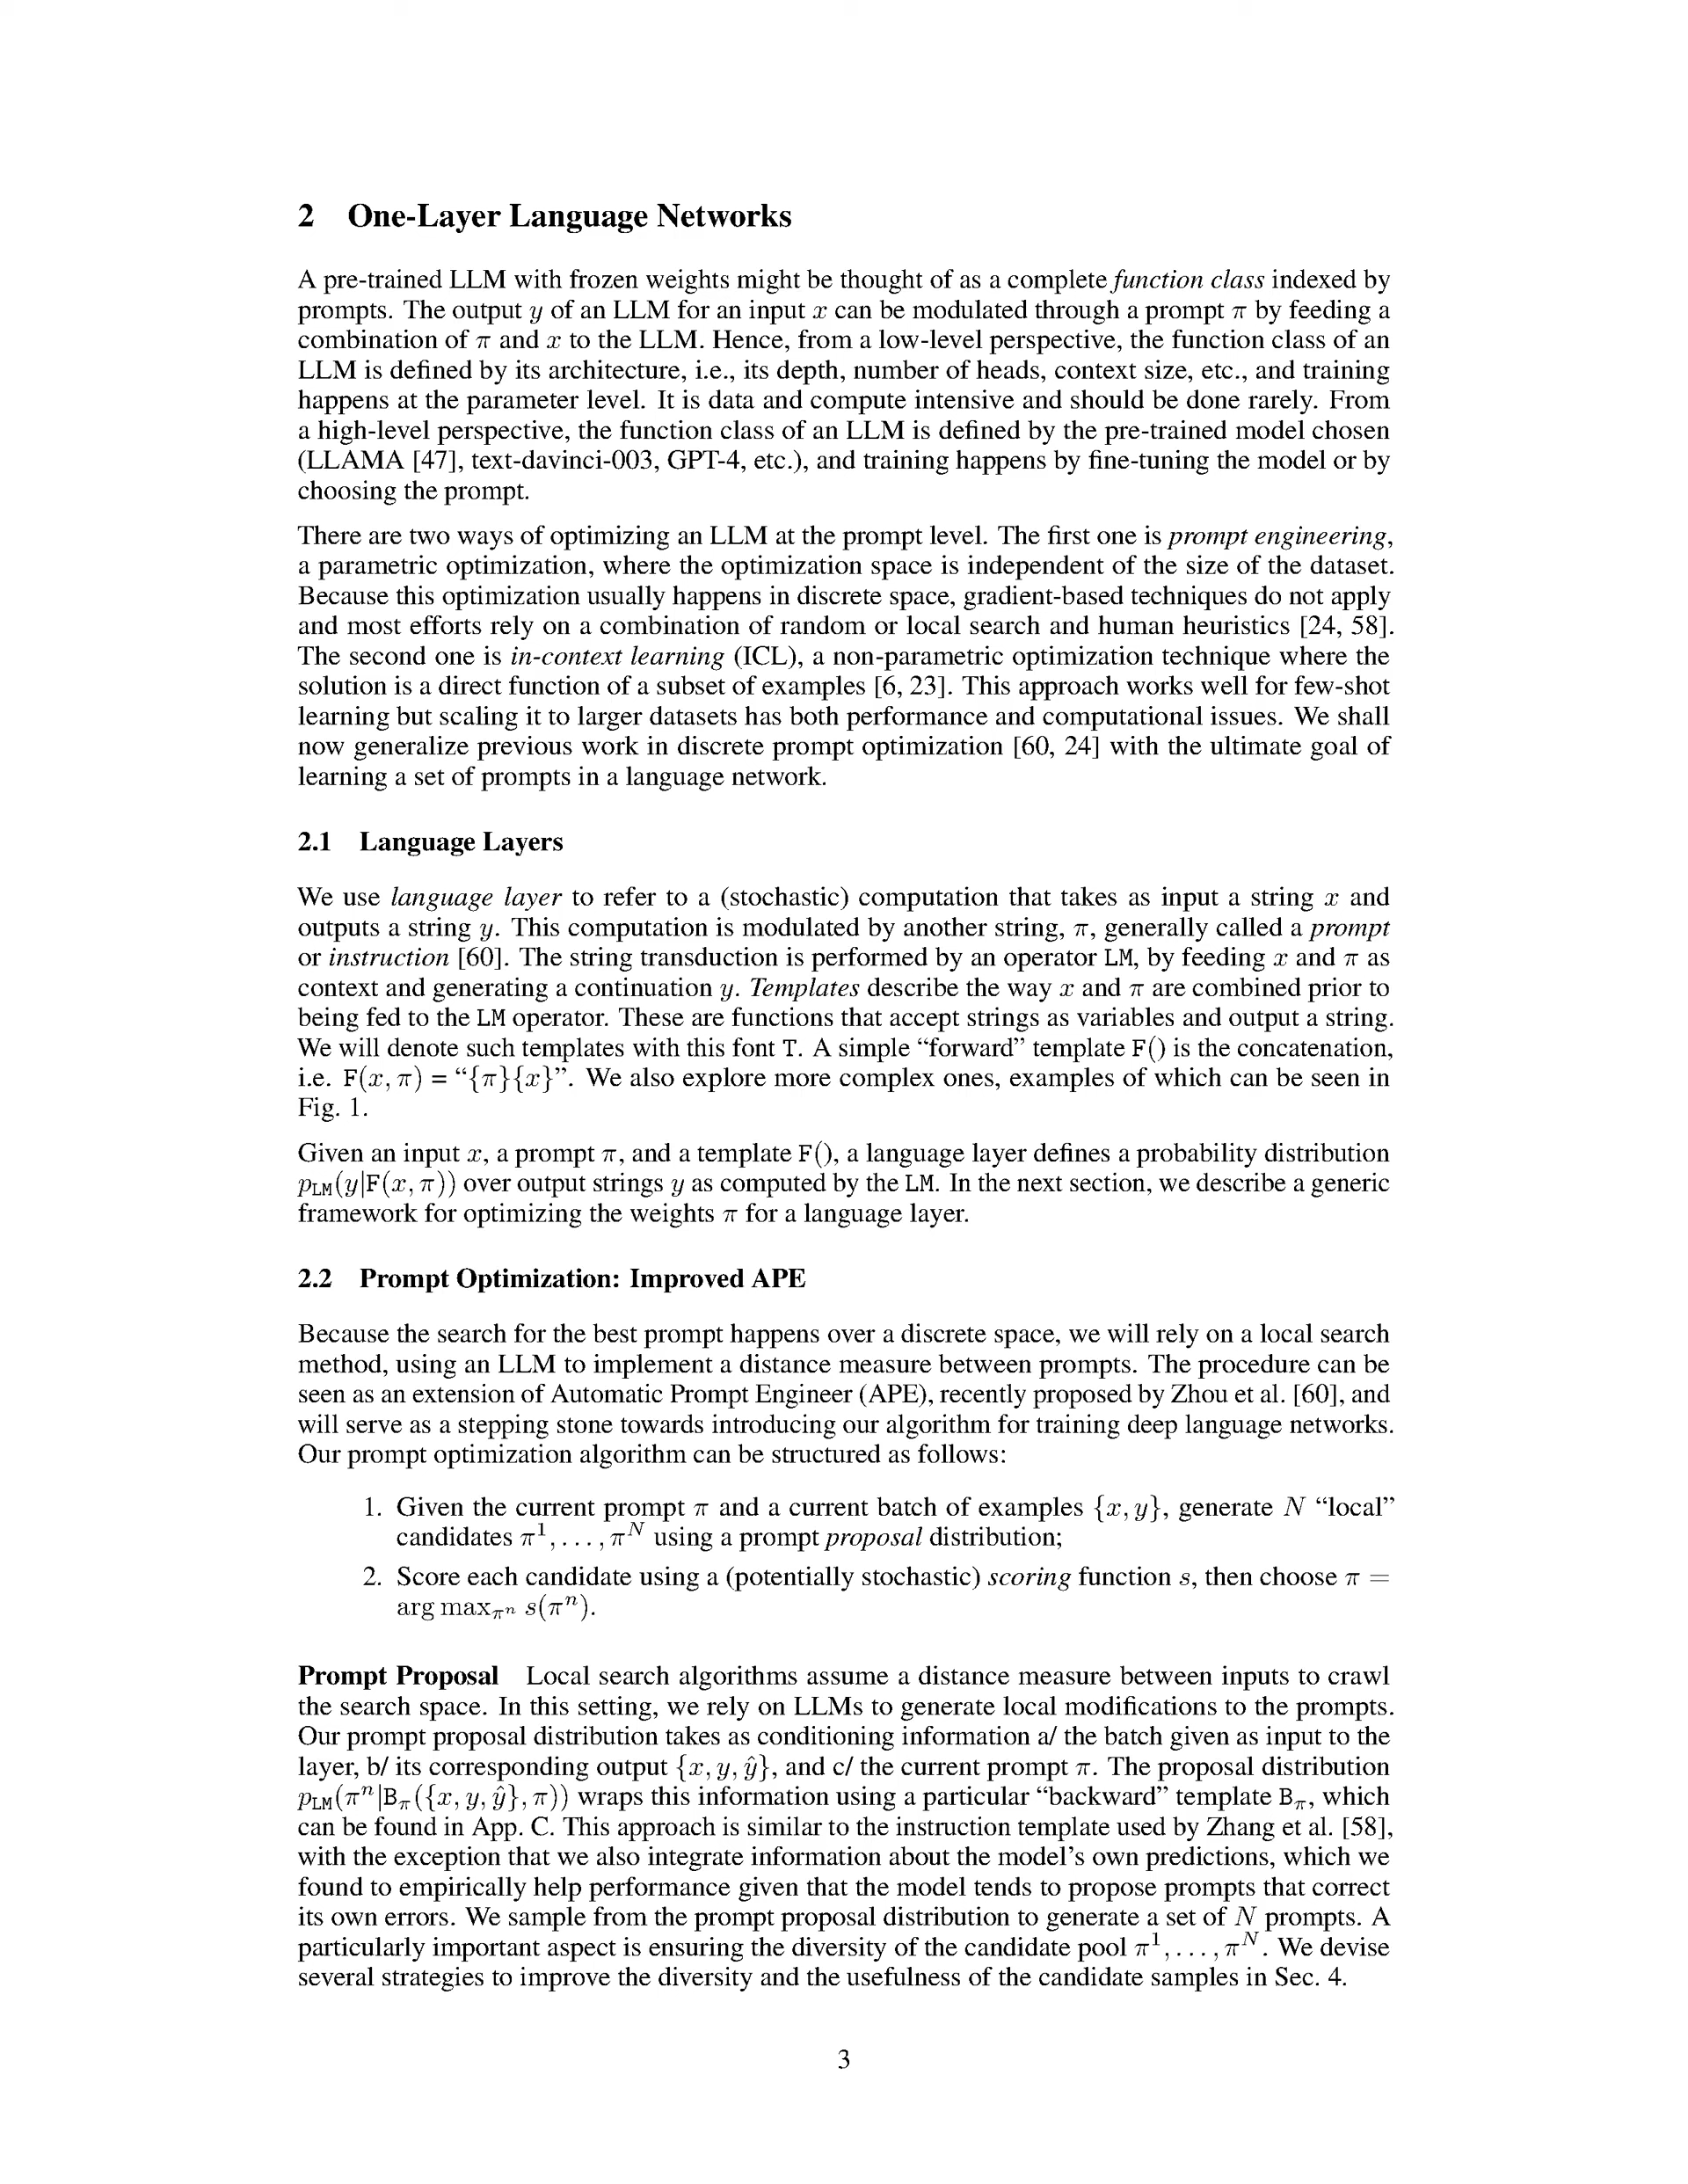 2 One-Layer Language Networks
A pre-trained LLM with frozen weights might be thought of as a complete function class indexed by
prompts. The output y of an LLM for an input x can be modulated through a prompt π by feeding a
combination of π and x to the LLM. Hence, from a low-level perspective, the function class of an
LLM is defined by its architecture, i.e., its depth, number of heads, context size, etc., and training
happens at the parameter level. It is data and compute intensive and should be done rarely. From
a high-level perspective, the function class of an LLM is defined by the pre-trained model chosen
(LLAMA [47], text-davinci-003, GPT-4, etc.), and training happens by fine-tuning the model or by
choosing the prompt.
There are two ways of optimizing an LLM at the prompt level. The first one is prompt engineering,
a parametric optimization, where the optimization space is independent of the size of the dataset.
Because this optimization usually happens in discrete space, gradient-based techniques do not apply
and most efforts rely on a combination of random or local search and human heuristics [24, 58].
The second one is in-context learning (ICL), a non-parametric optimization technique where the
solution is a direct function of a subset of examples [6, 23]. This approach works well for few-shot
learning but scaling it to larger datasets has both performance and computational issues. We shall
now generalize previous work in discrete prompt optimization [60, 24] with the ultimate goal of
learning a set of prompts in a language network.
2.1 Language Layers
We use language layer to refer to a (stochastic) computation that takes as input a string x and
outputs a string y. This computation is modulated by another string, π, generally called a prompt
or instruction [60]. The string transduction is performed by an operator LM, by feeding x and π as
context and generating a continuation y. Templates describe the way x and π are combined prior to
being fed to the LM operator. These are functions that accept strings as variables and output a string.
We will denote such templates with this font T. A simple “forward” template F() is the concatenation,
i.e. F(x, π) = “{π}{x}”. We also explore more complex ones, examples of which can be seen in
Fig. 1.
Given an input x, a prompt π, and a template F(), a language layer defines a probability distribution
p_LM(y|F(x, π)) over output strings y as computed by the LM. In the next section, we describe a generic
framework for optimizing the weights π for a language layer.
2.2 Prompt Optimization: Improved APE
Because the search for the best prompt happens over a discrete space, we will rely on a local search
method, using an LLM to implement a distance measure between prompts. The procedure can be
seen as an extension of Automatic Prompt Engineer (APE), recently proposed by Zhou et al. [60], and
will serve as a stepping stone towards introducing our algorithm for training deep language networks.
Our prompt optimization algorithm can be structured as follows:
1. Given the current prompt π and a current batch of examples {x, y}, generate N “local”
candidates π¹, . . . , πᴺ using a prompt proposal distribution;
2. Score each candidate using a (potentially stochastic) scoring function s, then choose π =
arg max_πⁿ s(πⁿ).
Prompt Proposal Local search algorithms assume a distance measure between inputs to crawl
the search space. In this setting, we rely on LLMs to generate local modifications to the prompts.
Our prompt proposal distribution takes as conditioning information a/ the batch given as input to the
layer, b/ its corresponding output {x, y, ŷ}, and c/ the current prompt π. The proposal distribution
p_LM(πⁿ|B_π({x, y, ŷ}, π)) wraps this information using a particular “backward” template B_π, which
can be found in App. C. This approach is similar to the instruction template used by Zhang et al. [58],
with the exception that we also integrate information about the model’s own predictions, which we
found to empirically help performance given that the model tends to propose prompts that correct
its own errors. We sample from the prompt proposal distribution to generate a set of N prompts. A
particularly important aspect is ensuring the diversity of the candidate pool π¹, . . . , πᴺ. We devise
several strategies to improve the diversity and the usefulness of the candidate samples in Sec. 4.
3